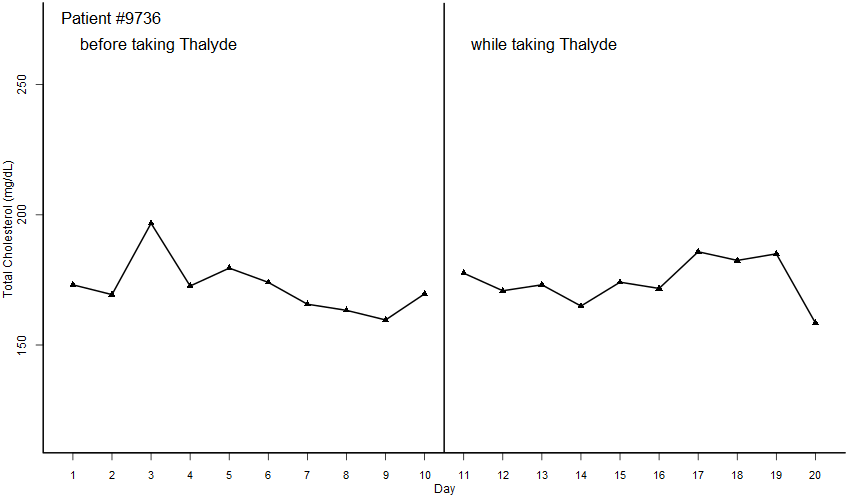 Patient #9736
before taking Thalyde
while taking Thalyde
250
200
150
Total Cholesterol (mg/dL)
1 2 3 4 5 6 7 8 9 10 11 12 13 14 15 16 17 18 19 20
Day